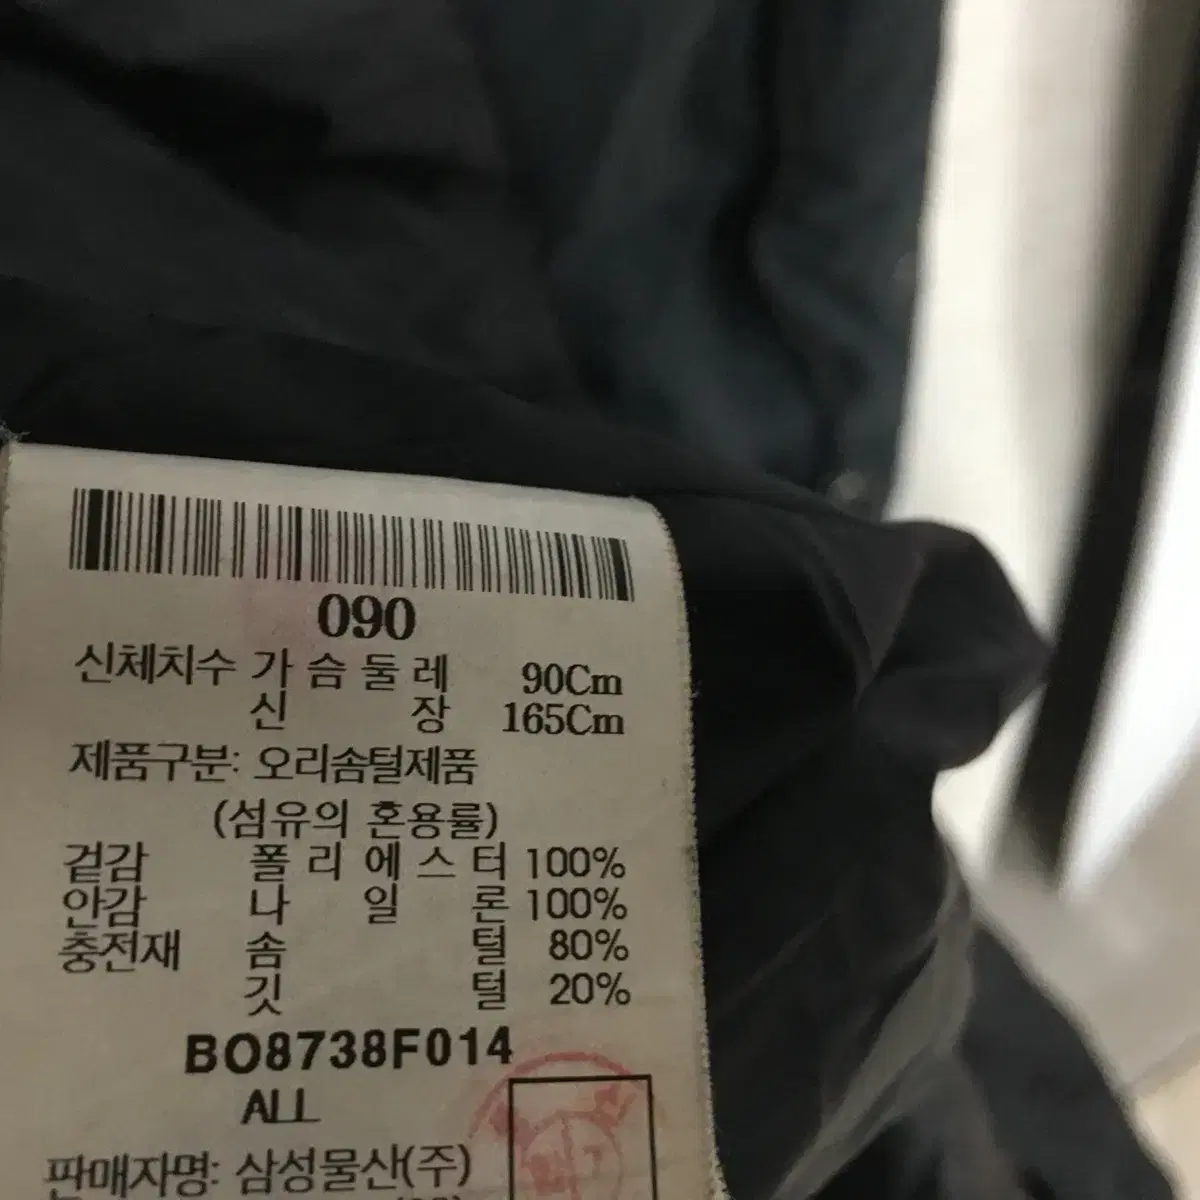 090
신체치수 가슴둘레 90Cm
신장 165Cm
제품구분: 오리솜털제품
(섬유의 혼용률)
겉감 폴리에스터 100%
안감 나일론 100%
충전재 솜털 80%
깃털 20%
BO8738F014
ALL
판매자명: 삼성물산(주)